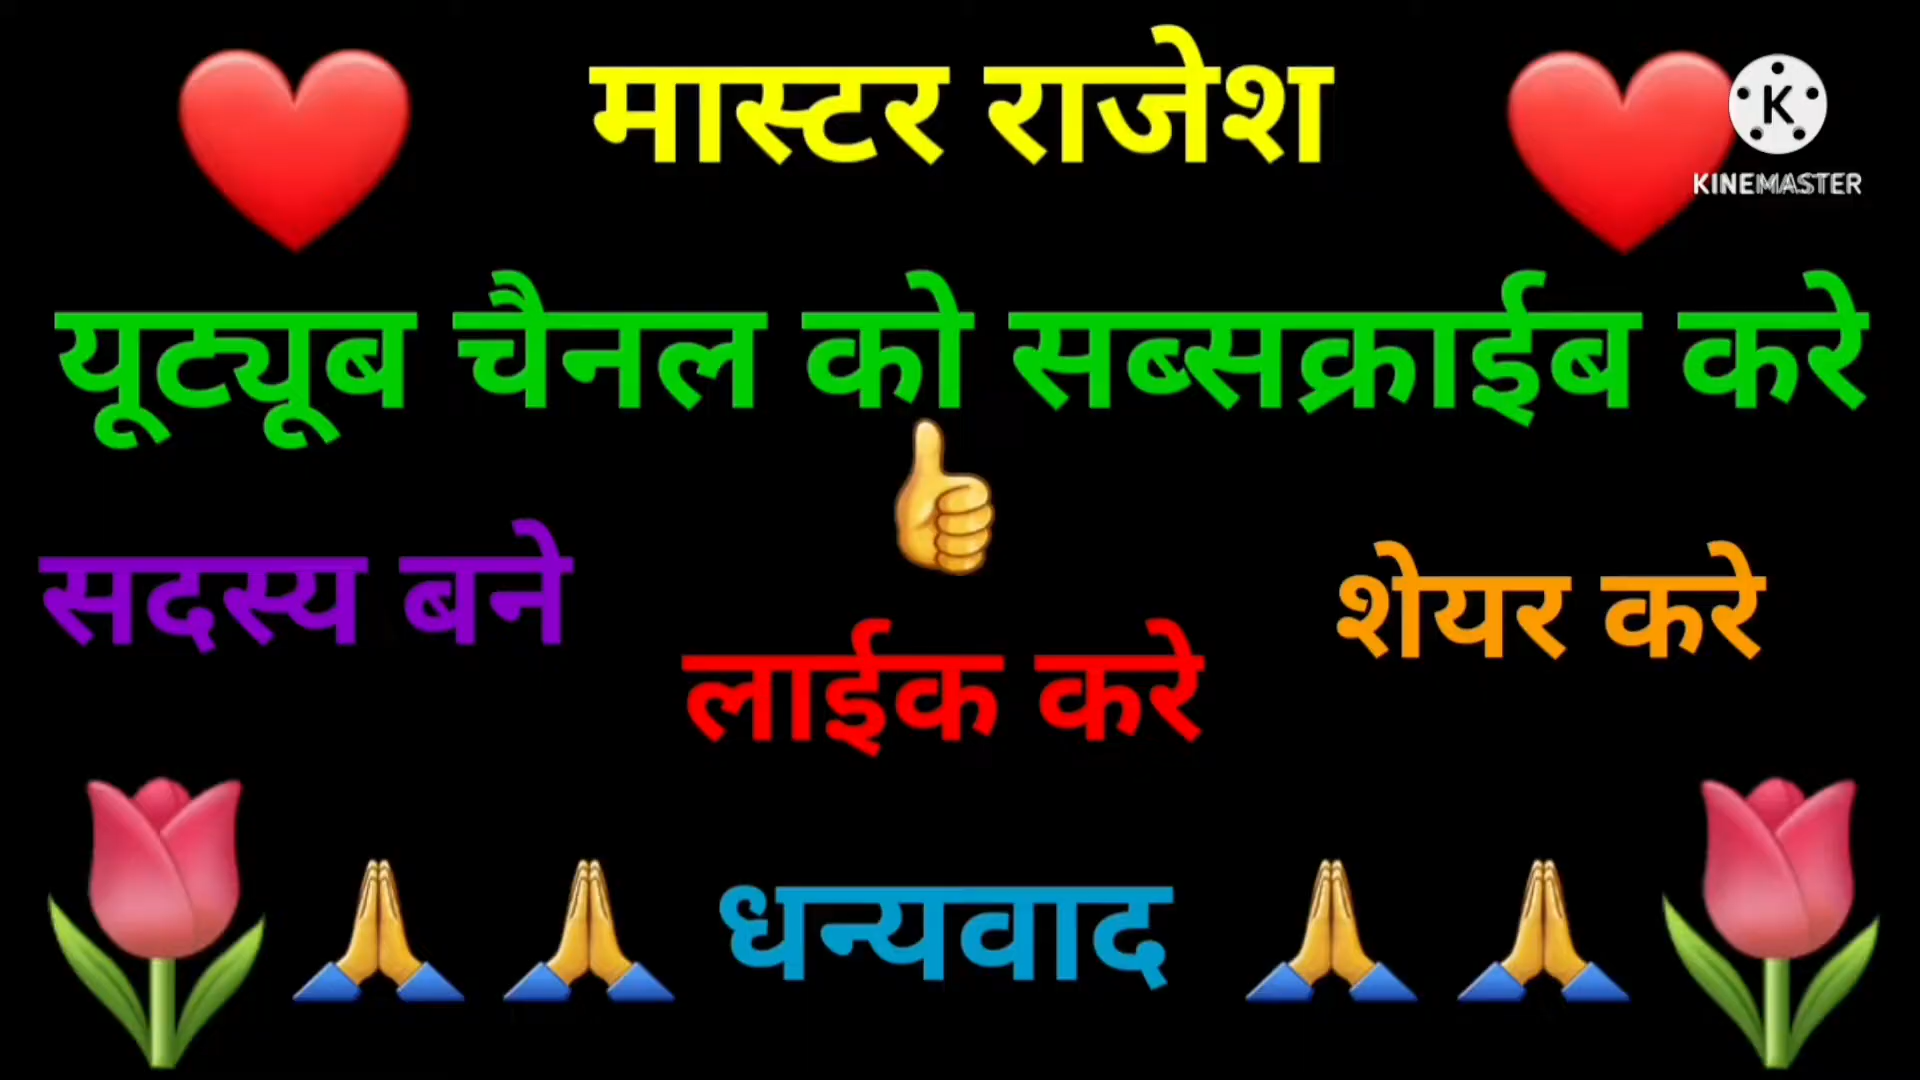 मास्टर राजेश
KINEMASTER
यूट्यूब चैनल को सब्सक्राईब करे
सदस्य बने
शेयर करे
लाईक करे
धन्यवाद